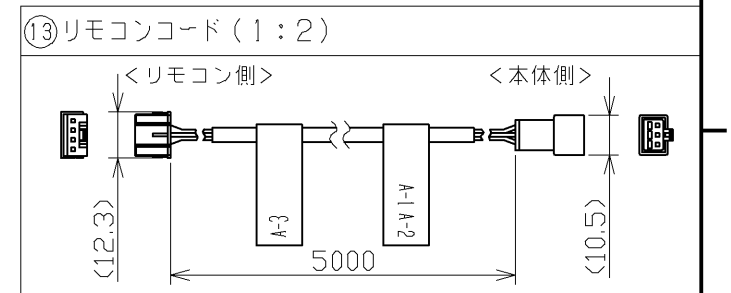 ⑬リモコンコード(1:2)
<リモコン側>
<本体側>
(12.3)
A-3
A-1 A-2
(10.5)
5000